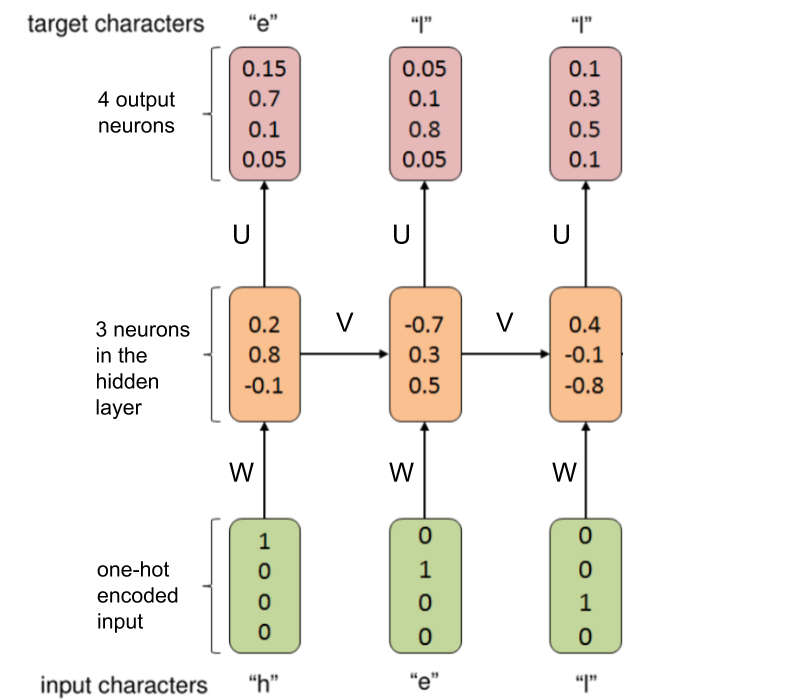 target characters “e” “l” “l”
4 output
neurons
0.15 0.05 0.1
0.7 0.1 0.3
0.1 0.8 0.5
0.05 0.05 0.1
U U U
V V
3 neurons
in the
hidden
layer
0.2 -0.7 0.4
0.8 0.3 -0.1
-0.1 0.5 -0.8
W W W
one-hot
encoded
input
1 0 0
0 1 0
0 0 1
0 0 0
input characters “h” “e” “l”